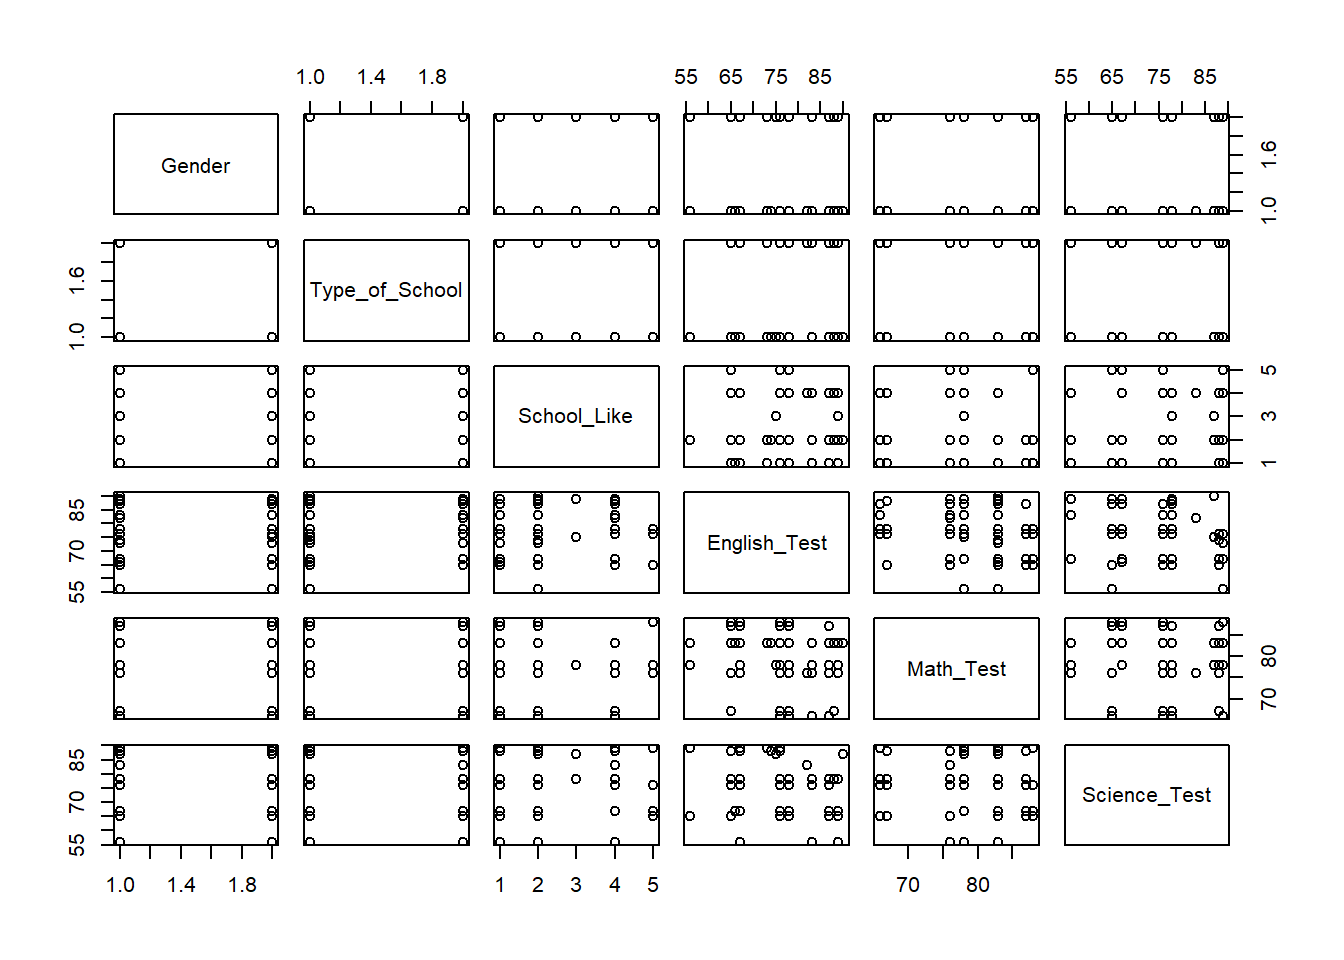 1.0 1.4 1.8 55 65 75 85 55 65 75 85
Gender 1.0 1.6
1.0 1.6 Type_of_School
School_Like 1 3 5
55 70 85 English_Test
Math_Test 70 80
55 70 85 Science_Test
1.0 1.4 1.8 1 2 3 4 5 70 80